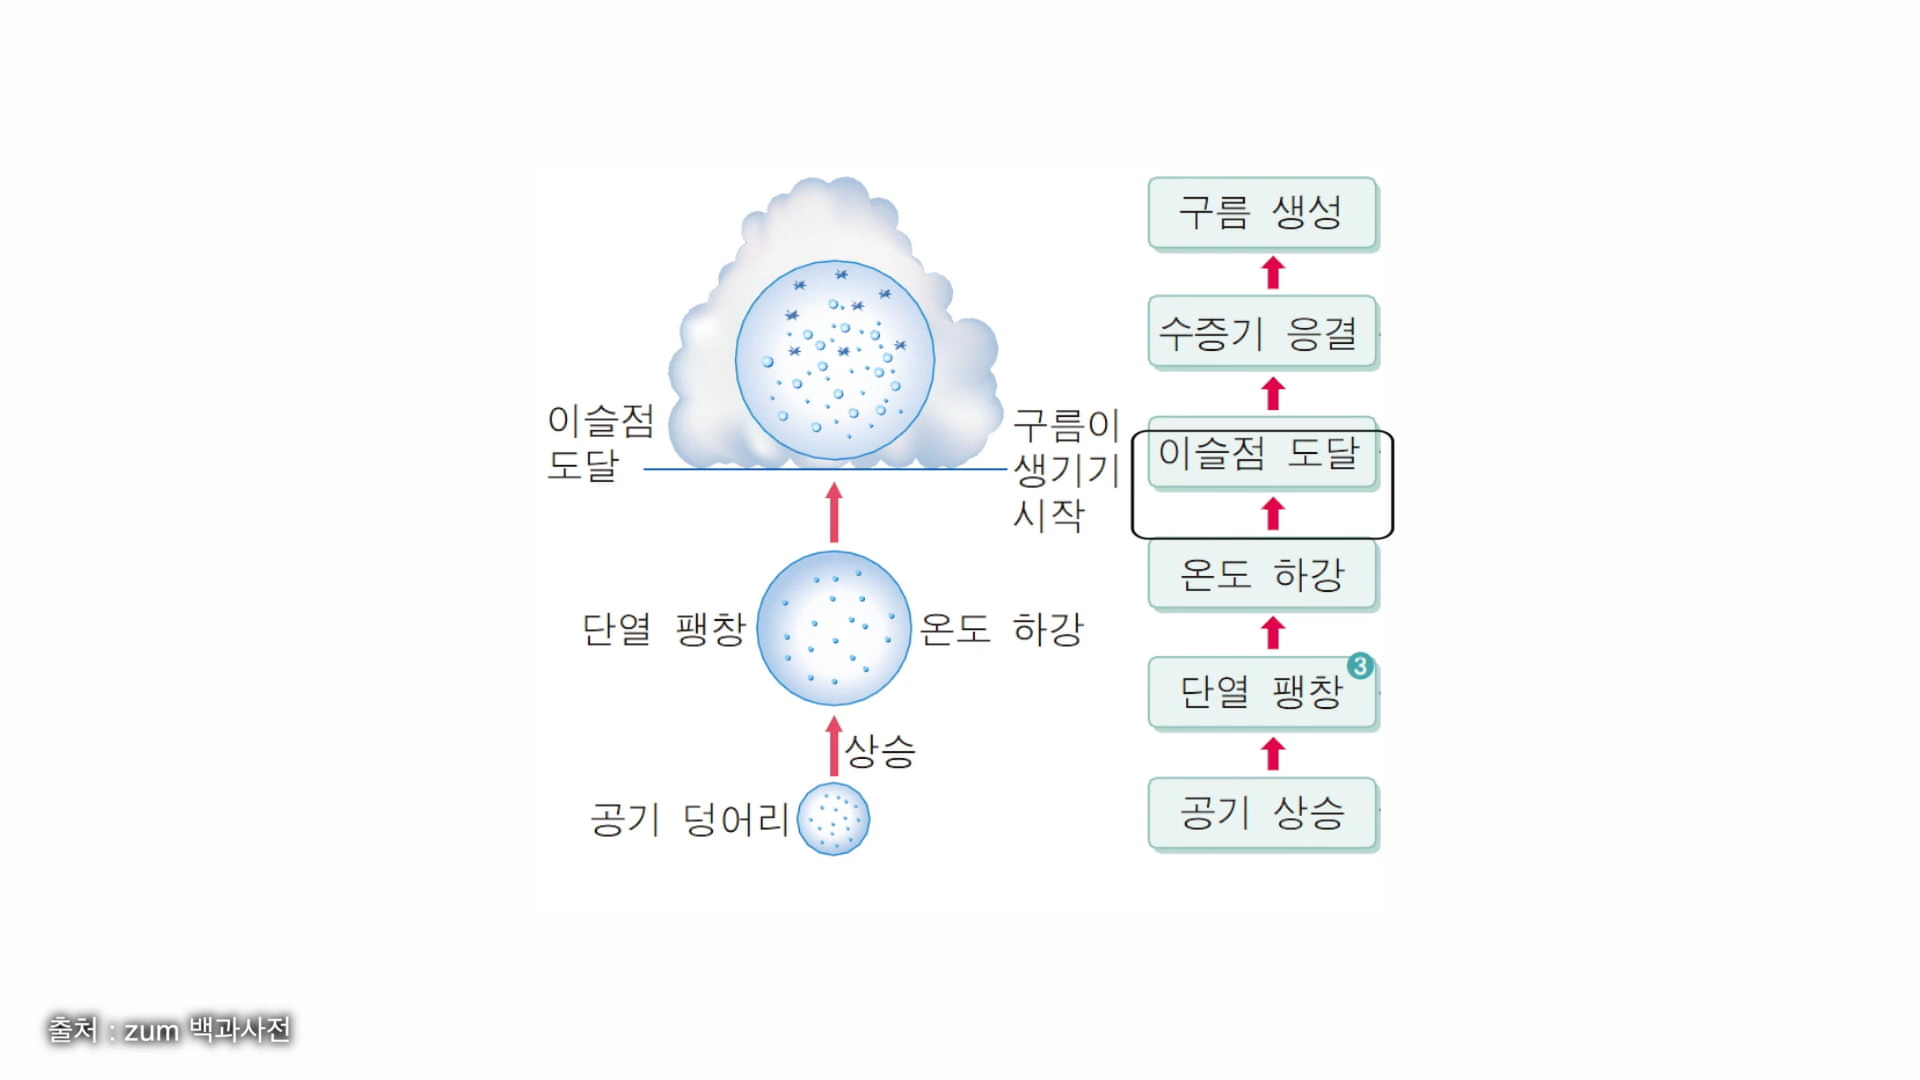 이슬점
도달
구름이
생기기
시작
단열 팽창
온도 하강
상승
공기 덩어리
구름 생성
수증기 응결
이슬점 도달
온도 하강
단열 팽창 3
공기 상승
출처 : zum 백과사전